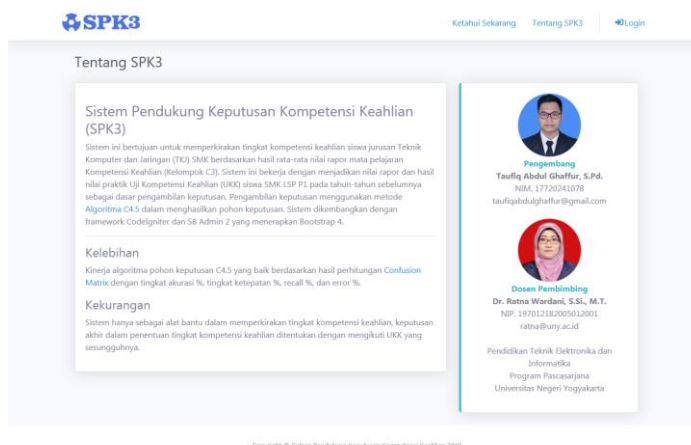 SPK3
Ketahui Sekarang Tentang SPK3 Login
Tentang SPK3
Sistem Pendukung Keputusan Kompetensi Keahlian
(SPK3)
Sistem ini bertujuan untuk memperkirakan tingkat kompetensi keahlian siswa jurusan Teknik
Komputer dan Jaringan (TKJ) SMK berdasarkan hasil rata-rata nilai rapor mata pelajaran
Kompetensi Keahlian (Kelompok C3). Sistem ini bekerja dengan menjadikan nilai rapor dan hasil
nilai praktik Uji Kompetensi Keahlian (UKK) siswa SMK LSP P1 pada tahun-tahun sebelumnya
sebagai dasar pengambilan keputusan. Pengambilan keputusan menggunakan metode
Algoritma C4.5 dalam menghasilkan pohon keputusan. Sistem dikembangkan dengan
framework CodeIgniter dan SB Admin 2 yang menerapkan Bootstrap 4.
Kelebihan
Kinerja algoritma pohon keputusan C4.5 yang baik berdasarkan hasil perhitungan Confusion
Matrix dengan tingkat akurasi %, tingkat ketepatan %, recall %, dan error %.
Kekurangan
Sistem hanya sebagai alat bantu dalam memperkirakan tingkat kompetensi keahlian, keputusan
akhir dalam penentuan tingkat kompetensi keahlian ditentukan dengan mengikuti UKK yang
sesungguhnya.
Pengembang
Taufiq Abdul Ghaffur, S.Pd.
NIM. 17720241078
taufiqabdulghaffur@gmail.com
Dosen Pembimbing
Dr. Ratna Wardani, S.Si., M.T.
NIP. 197012182005012001
ratna@uny.ac.id
Pendidikan Teknik Elektronika dan
Informatika
Program Pascasarjana
Universitas Negeri Yogyakarta